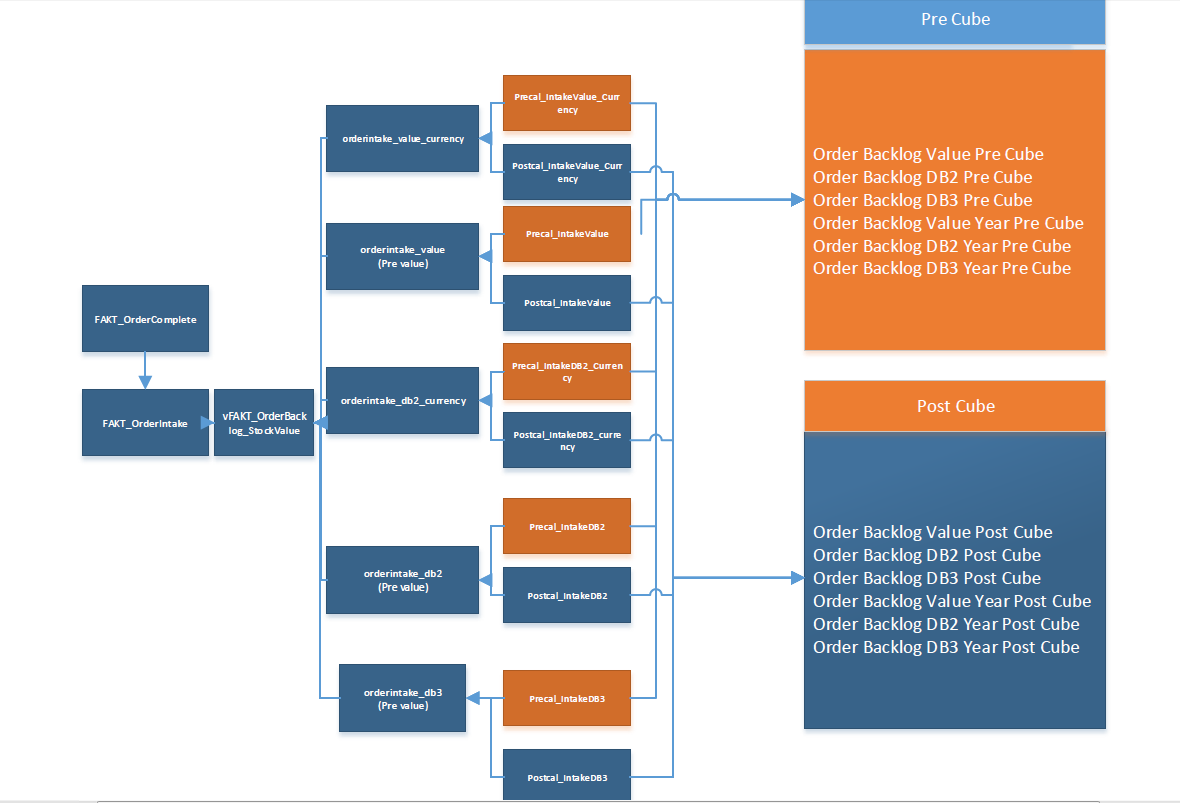 Pre Cube
Order Backlog Value Pre Cube
Order Backlog DB2 Pre Cube
Order Backlog DB3 Pre Cube
Order Backlog Value Year Pre Cube
Order Backlog DB2 Year Pre Cube
Order Backlog DB3 Year Pre Cube
Precal_IntakeValue_Curr
ency
orderintake_value_currency
Postcal_IntakeValue_Curr
ency
Precal_IntakeValue
orderintake_value
(Pre value)
Postcal_IntakeValue
FAKT_OrderComplete
Precal_IntakeDB2_Curren
cy
orderintake_db2_currency
FAKT_OrderIntake
vFAKT_OrderBack
log_StockValue
Postcal_IntakeDB2_curre
ncy
Precal_IntakeDB2
orderintake_db2
(Pre value)
Postcal_IntakeDB2
orderintake_db3
(Pre value)
Precal_IntakeDB3
Postcal_IntakeDB3
Post Cube
Order Backlog Value Post Cube
Order Backlog DB2 Post Cube
Order Backlog DB3 Post Cube
Order Backlog Value Year Post Cube
Order Backlog DB2 Year Post Cube
Order Backlog DB3 Year Post Cube